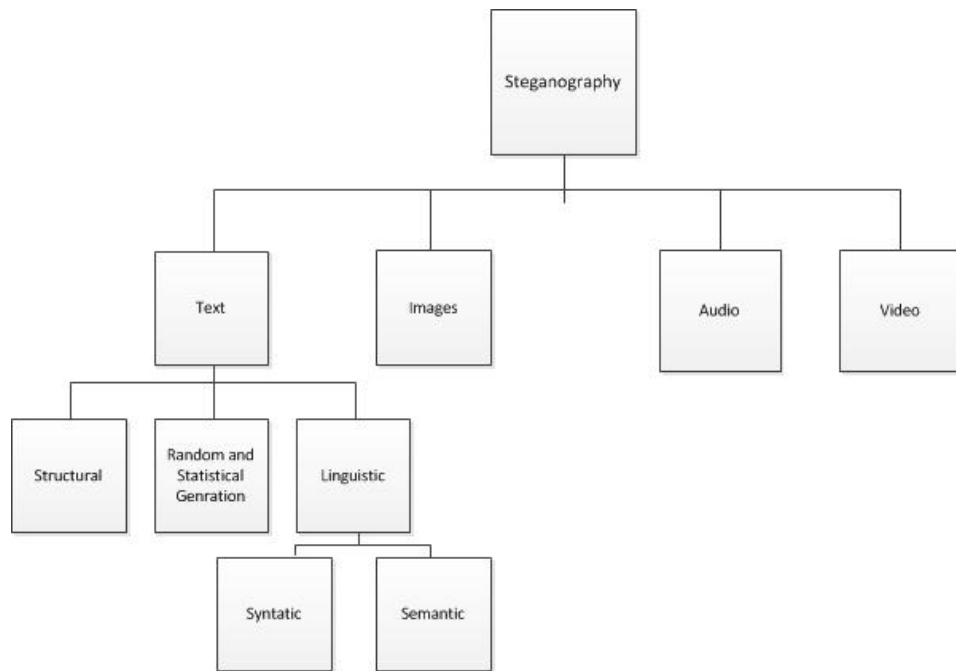 Steganography
Text
Images
Audio
Video
Structural
Random and
Statistical
Genration
Linguistic
Syntatic
Semantic